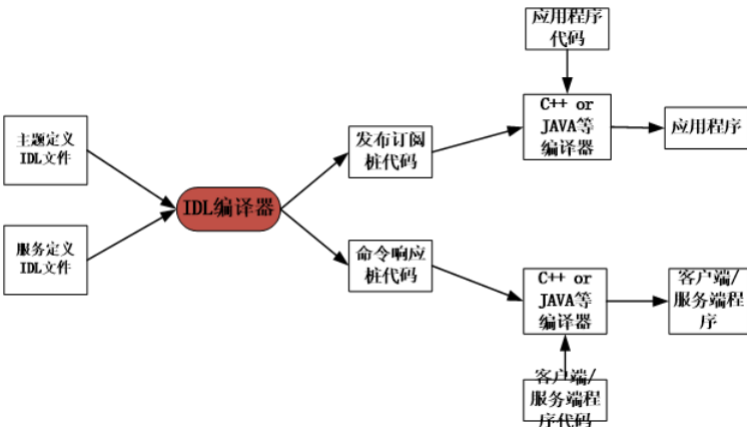 应用程序
代码
主题定义
IDL文件
发布订阅
桩代码
C++ or
JAVA等
编译器
应用程序
IDL编译器
服务定义
IDL文件
命令响应
桩代码
C++ or
JAVA等
编译器
客户端/
服务端程
序
客户端/
服务端程
序代码